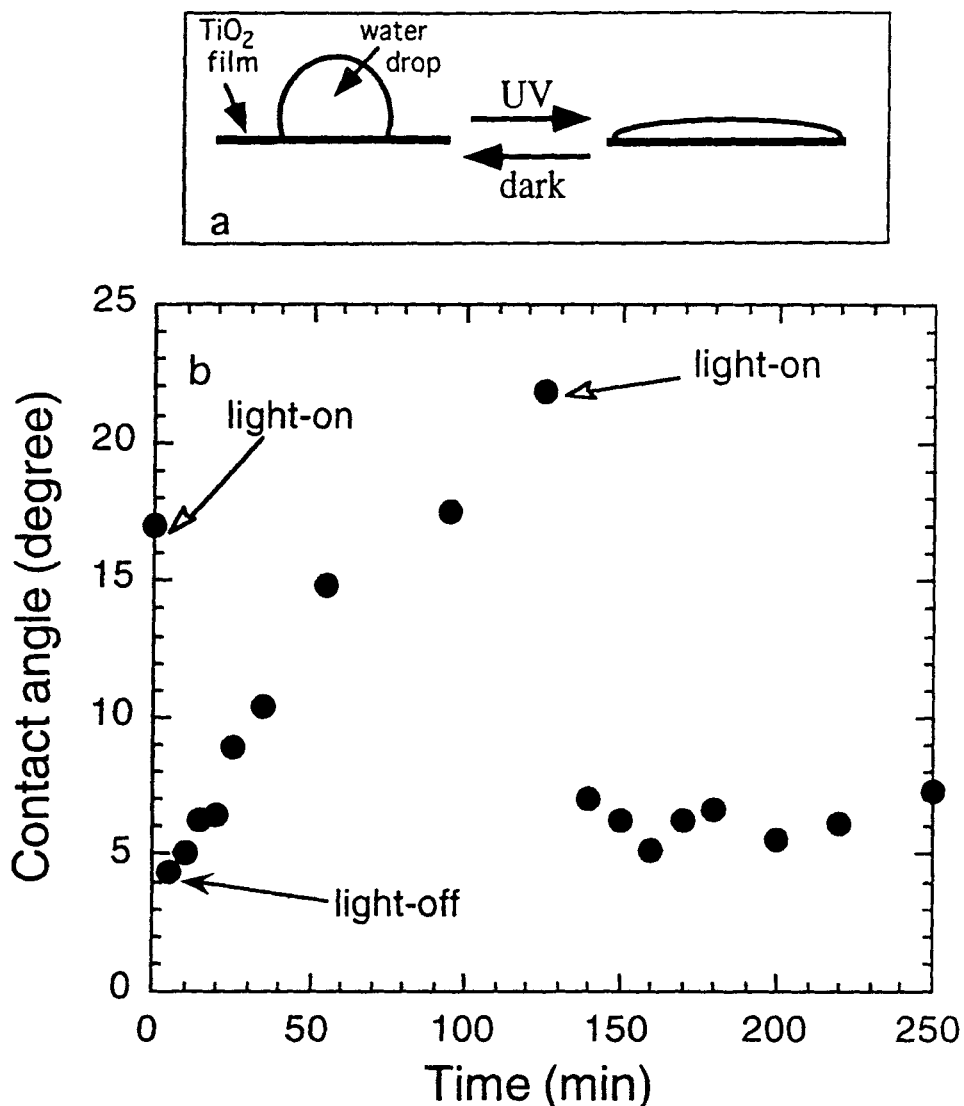 TiO2
film
water
drop
UV
dark
a
25
20
15
10
5
0
Contact angle (degree)
b
light-on
light-on
light-off
0 50 100 150 200 250
Time (min)